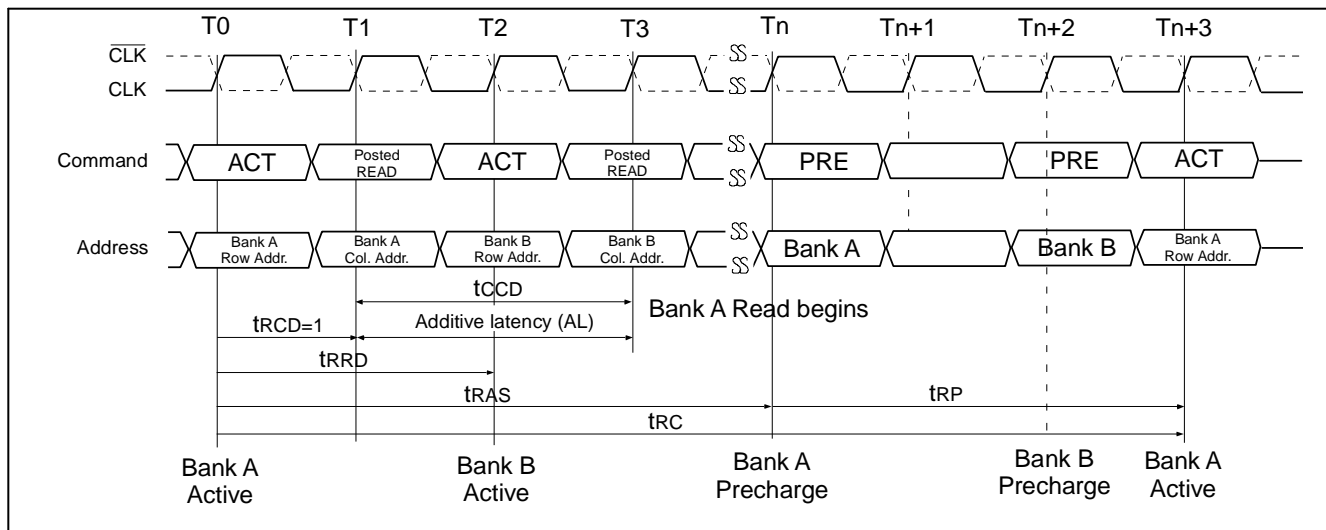 T0 T1 T2 T3 Tn Tn+1 Tn+2 Tn+3
CLK
CLK
Command ACT Posted READ ACT Posted READ PRE PRE ACT
Address Bank A Row Addr. Bank A Col. Addr. Bank B Row Addr. Bank B Col. Addr. Bank A Bank B Bank A Row Addr.
tCCD
Bank A Read begins
tRCD=1 Additive latency (AL)
tRRD
tRAS tRP
tRC
Bank A Active Bank B Active Bank A Precharge Bank B Precharge Bank A Active